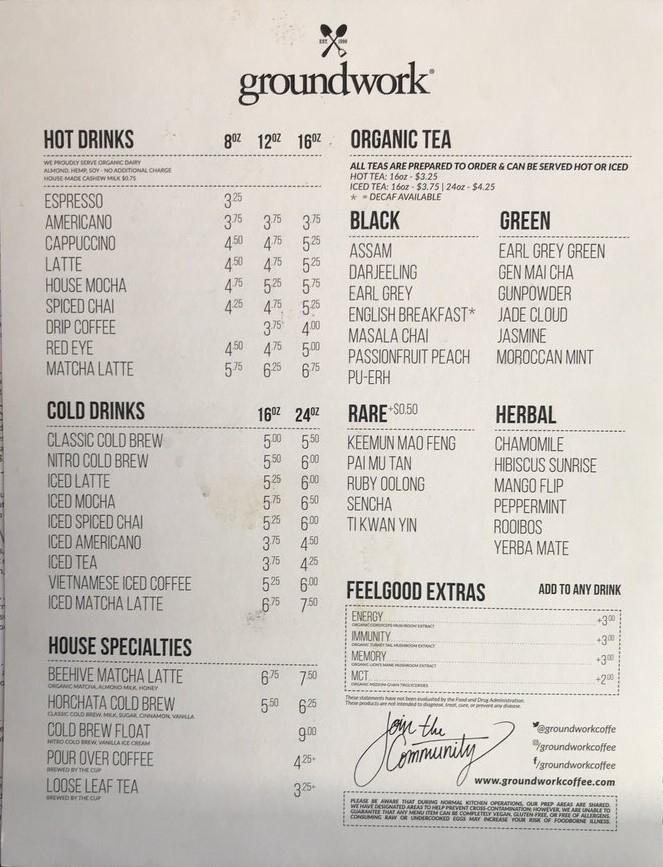 EST. 1990
groundwork®
HOT DRINKS 8OZ 12OZ 16OZ
WE PROUDLY SERVE ORGANIC DAIRY
ALMOND, HEMP, SOY - NO ADDITIONAL CHARGE
HOUSE-MADE CASHEW MILK $0.75
ESPRESSO 3.25
AMERICANO 3.75 3.75 3.75
CAPPUCCINO 4.50 4.75 5.25
LATTE 4.50 4.75 5.25
HOUSE MOCHA 4.75 5.25 5.75
SPICED CHAI 4.25 4.75 5.25
DRIP COFFEE 3.75 4.00
RED EYE 4.50 4.75 5.00
MATCHA LATTE 5.75 6.25 6.75
COLD DRINKS 16OZ 24OZ
CLASSIC COLD BREW 5.00 5.50
NITRO COLD BREW 5.50 6.00
ICED LATTE 5.25 6.00
ICED MOCHA 5.75 6.50
ICED SPICED CHAI 5.25 6.00
ICED AMERICANO 3.75 4.50
ICED TEA 3.75 4.25
VIETNAMESE ICED COFFEE 5.25 6.00
ICED MATCHA LATTE 6.75 7.50
HOUSE SPECIALTIES
BEEHIVE MATCHA LATTE 6.75 7.50
ORGANIC MATCHA, ALMOND MILK, HONEY
HORCHATA COLD BREW 5.50 6.25
CLASSIC COLD BREW, MILK, SUGAR, CINNAMON, VANILLA
COLD BREW FLOAT 9.00
NITRO COLD BREW, VANILLA ICE CREAM
POUR OVER COFFEE 4.25+
BREWED BY THE CUP
LOOSE LEAF TEA 3.25+
BREWED BY THE CUP
ORGANIC TEA
ALL TEAS ARE PREPARED TO ORDER & CAN BE SERVED HOT OR ICED
HOT TEA: 16oz - $3.25
ICED TEA: 16oz - $3.75 | 24oz - $4.25
* = DECAF AVAILABLE
BLACK
ASSAM
DARJEELING
EARL GREY
ENGLISH BREAKFAST*
MASALA CHAI
PASSIONFRUIT PEACH
PU-ERH
GREEN
EARL GREY GREEN
GEN MAI CHA
GUNPOWDER
JADE CLOUD
JASMINE
MOROCCAN MINT
RARE +$0.50
KEEMUN MAO FENG
PAI MU TAN
RUBY OOLONG
SENCHA
TI KWAN YIN
HERBAL
CHAMOMILE
HIBISCUS SUNRISE
MANGO FLIP
PEPPERMINT
ROOIBOS
YERBA MATE
FEELGOOD EXTRAS ADD TO ANY DRINK
ENERGY +3.00
ORGANIC CORDYCEPS MUSHROOM EXTRACT
IMMUNITY +3.00
ORGANIC TURKEY TAIL MUSHROOM EXTRACT
MEMORY +3.00
ORGANIC LION'S MANE MUSHROOM EXTRACT
MCT +2.00
ORGANIC MEDIUM-CHAIN TRIGLYCERIDES
These statements have not been evaluated by the Food and Drug Administration.
These products are not intended to diagnose, treat, cure, or prevent any disease.
Join the
Community
@groundworkcoffe
/groundworkcoffee
/groundworkcoffee
www.groundworkcoffee.com
PLEASE BE AWARE THAT DURING NORMAL KITCHEN OPERATIONS, OUR PREP AREAS ARE SHARED.
WE HAVE DESIGNATED AREAS TO HELP PREVENT CROSS-CONTAMINATION; HOWEVER, WE ARE UNABLE TO
GUARANTEE THAT ANY MENU ITEM CAN BE COMPLETELY VEGAN, GLUTEN-FREE, OR FREE OF ALLERGENS.
CONSUMING RAW OR UNDERCOOKED EGGS MAY INCREASE YOUR RISK OF FOODBORNE ILLNESS.